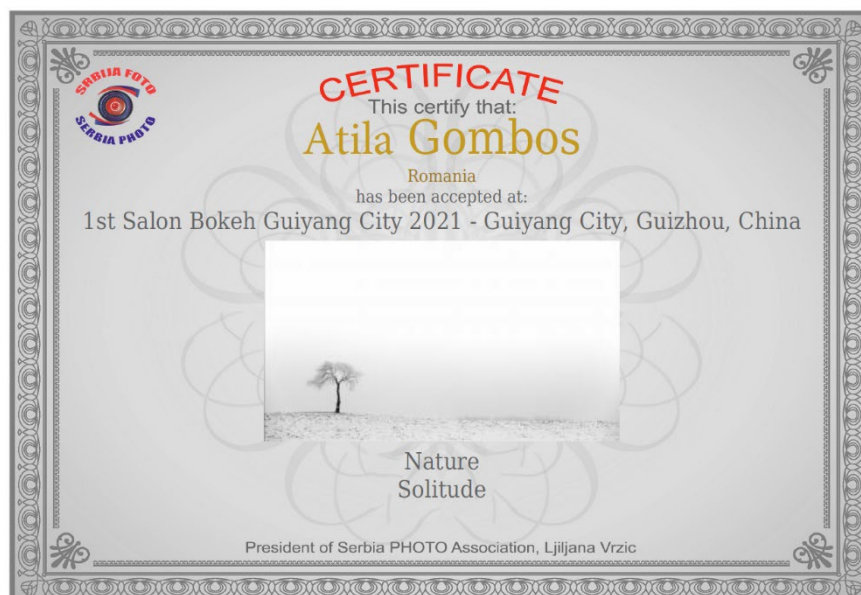 SRBIJA FOTO
SERBIA PHOTO
CERTIFICATE
This certify that:
Atila Gombos
Romania
has been accepted at:
1st Salon Bokeh Guiyang City 2021 - Guiyang City, Guizhou, China
Nature
Solitude
President of Serbia PHOTO Association, Ljiljana Vrzic